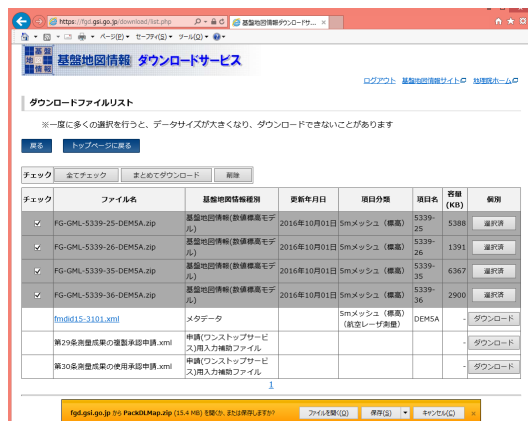 https://fgd.gsi.go.jp/download/list.php
基盤地図情報ダウンロードサ...
ページ(P) セーフティ(S) ツール(O)
基盤地図情報
基盤地図情報 ダウンロードサービス
ログアウト 基盤地図情報サイト 地理院ホーム
ダウンロードファイルリスト
※一度に多くの選択を行うと、データサイズが大きくなり、ダウンロードできないことがあります
戻る トップページに戻る
チェック 全てチェック まとめてダウンロード 削除
チェック ファイル名 基盤地図情報種別 更新年月日 項目分類 項目名 容量(KB) 個別
FG-GML-5339-25-DEM5A.zip 基盤地図情報(数値標高モデル) 2016年10月01日 5mメッシュ（標高） 5339-25 5388 選択済
FG-GML-5339-26-DEM5A.zip 基盤地図情報(数値標高モデル) 2016年10月01日 5mメッシュ（標高） 5339-26 1391 選択済
FG-GML-5339-35-DEM5A.zip 基盤地図情報(数値標高モデル) 2016年10月01日 5mメッシュ（標高） 5339-35 6367 選択済
FG-GML-5339-36-DEM5A.zip 基盤地図情報(数値標高モデル) 2016年10月01日 5mメッシュ（標高） 5339-36 2900 選択済
fmdid15-3101.xml メタデータ 5mメッシュ（標高）（航空レーザ測量） DEM5A - ダウンロード
第29条測量成果の複製承認申請.xml 申請(ワンストップサービス)用入力補助ファイル - ダウンロード
第30条測量成果の使用承認申請.xml 申請(ワンストップサービス)用入力補助ファイル - ダウンロード
1
fgd.gsi.go.jp から PackDLMap.zip (15.4 MB) を開くか、または保存しますか? ファイルを開く(O) 保存(S) キャンセル(C)